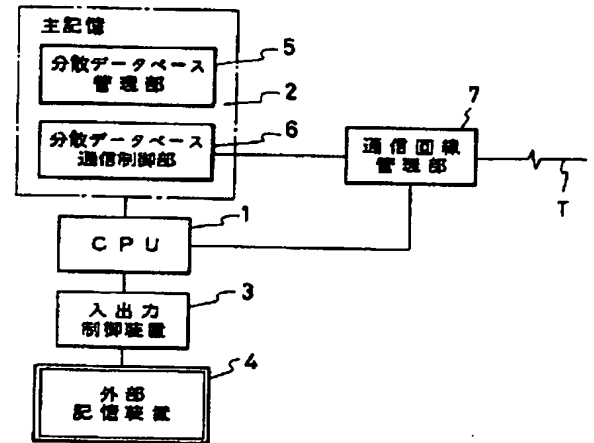 主記憶
分散データベース
管理部
5
2
分散データベース
通信制御部
6
7
通信回線
管理部
T
CPU
1
入出力
制御装置
3
外部
記憶装置
4